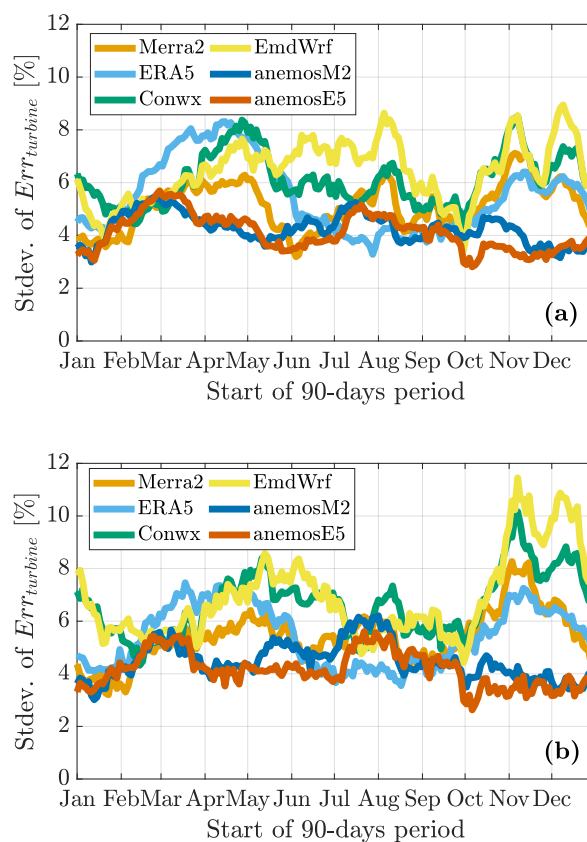 12
10
8
6
4
2
0
Stdev. of Err_turbine [%]
Merra2 EmdWrf
ERA5 anemosM2
Conwx anemosE5
(a)
Jan Feb Mar Apr May Jun Jul Aug Sep Oct Nov Dec
Start of 90-days period
12
10
8
6
4
2
0
Stdev. of Err_turbine [%]
Merra2 EmdWrf
ERA5 anemosM2
Conwx anemosE5
(b)
Jan Feb Mar Apr May Jun Jul Aug Sep Oct Nov Dec
Start of 90-days period